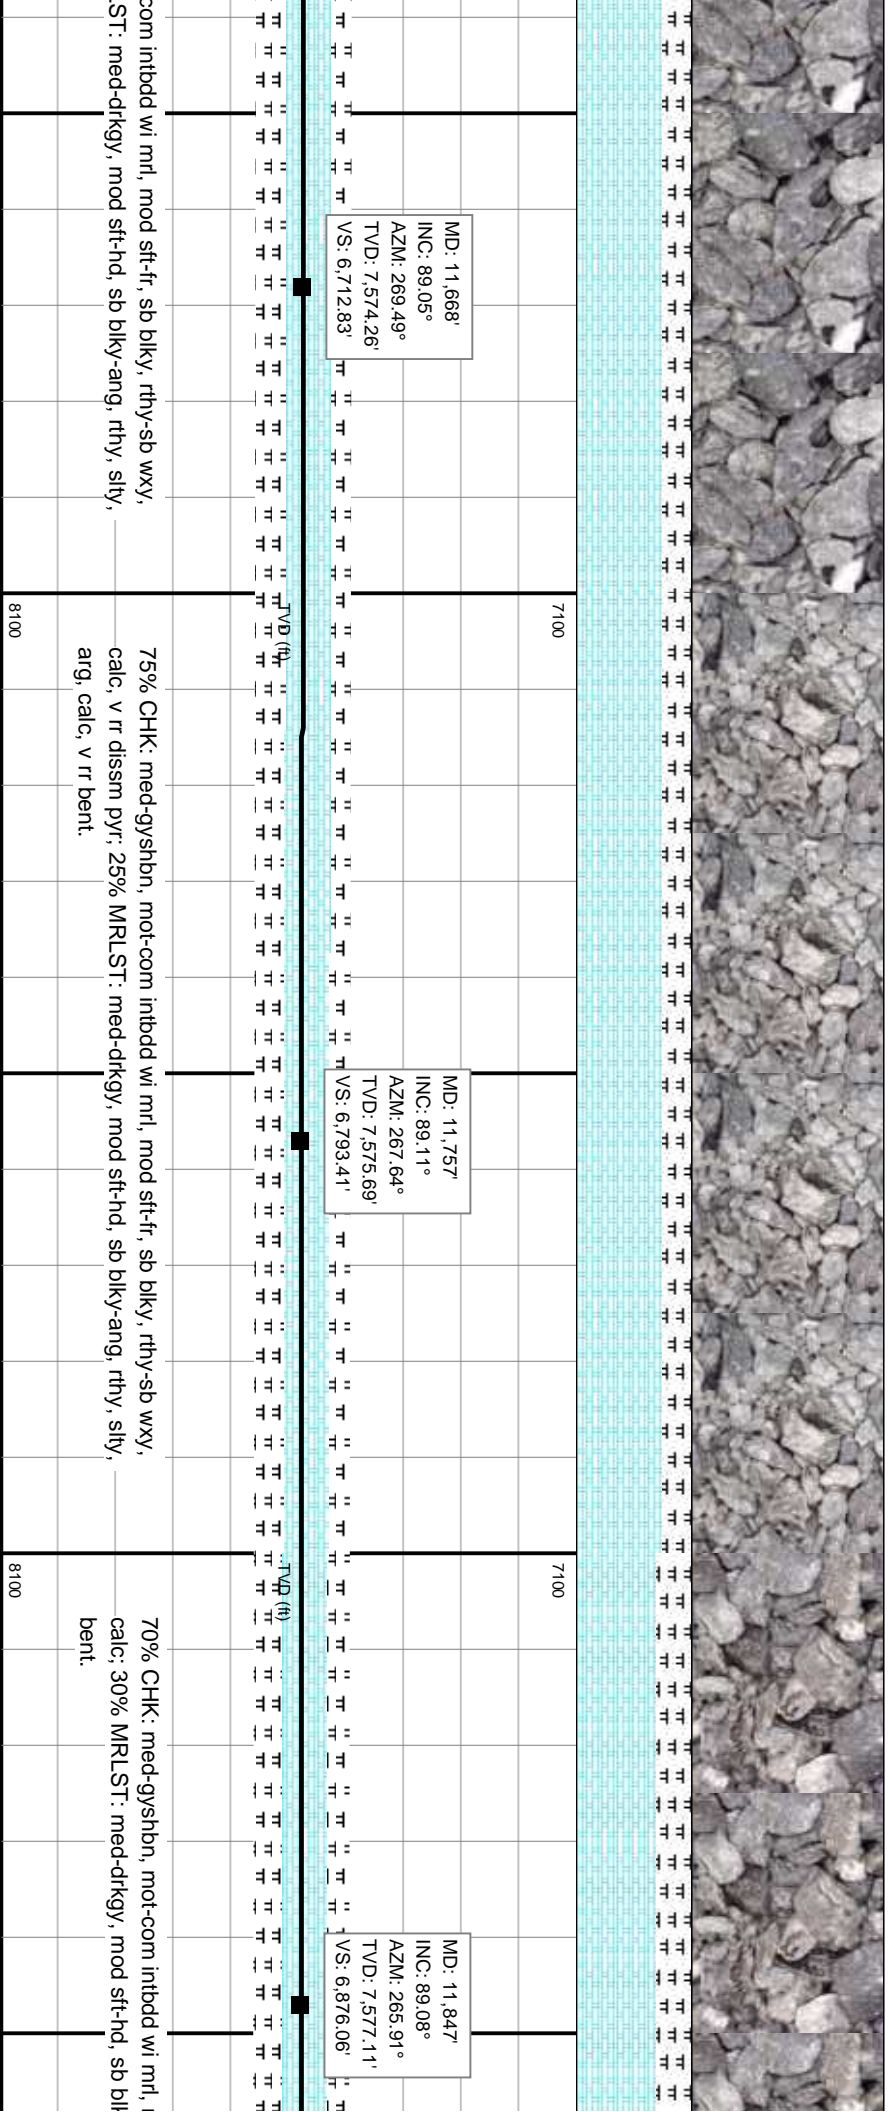 com intbdd wi mrl, mod sft-fr, sb blky, rthy-sb wxy,
med-drkgy, mod sft-hd, sb blky-ang, rthy, slty,
MD: 11,668'
INC: 89.05°
AZM: 269.49°
TVD: 7,574.26'
VS: 6,712.83'
7100
TVD (ft)
8100
75% CHK: med-gyshbn, mot-com intbdd wi mrl, mod sft-fr, sb blky, rthy-sb wxy,
calc, v rr dissm pyr; 25% MRLST: med-drkgy, mod sft-hd, sb blky-ang, rthy, slty,
arg, calc, v rr bent.
MD: 11,757'
INC: 89.11°
AZM: 267.64°
TVD: 7,575.69'
VS: 6,793.41'
7100
TVD (ft)
8100
70% CHK: med-gyshbn, mot-com intbdd wi mrl,
calc; 30% MRLST: med-drkgy, mod sft-hd, sb
bent.
MD: 11,847'
INC: 89.08°
AZM: 265.91°
TVD: 7,577.11'
VS: 6,876.06'